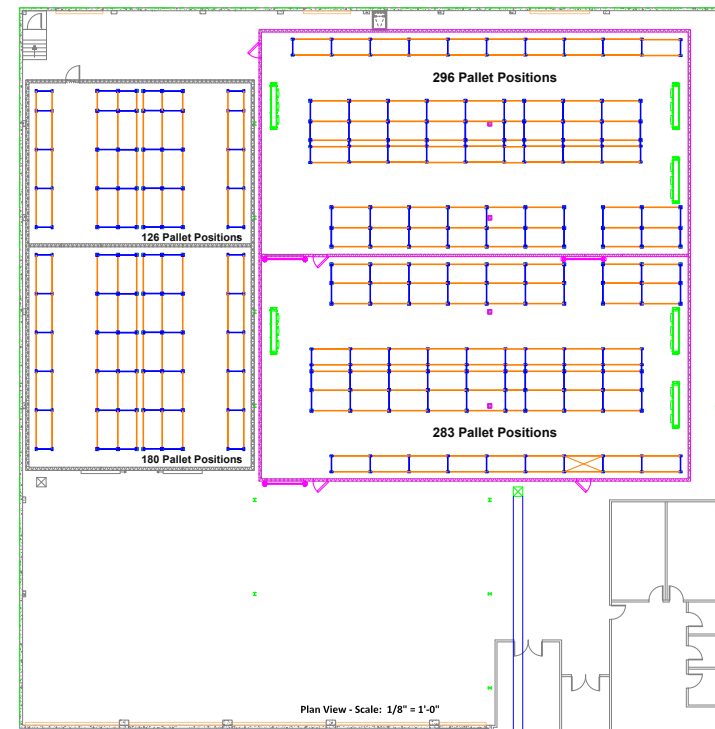 296 Pallet Positions
126 Pallet Positions
283 Pallet Positions
180 Pallet Positions
Plan View - Scale: 1/8" = 1'-0"